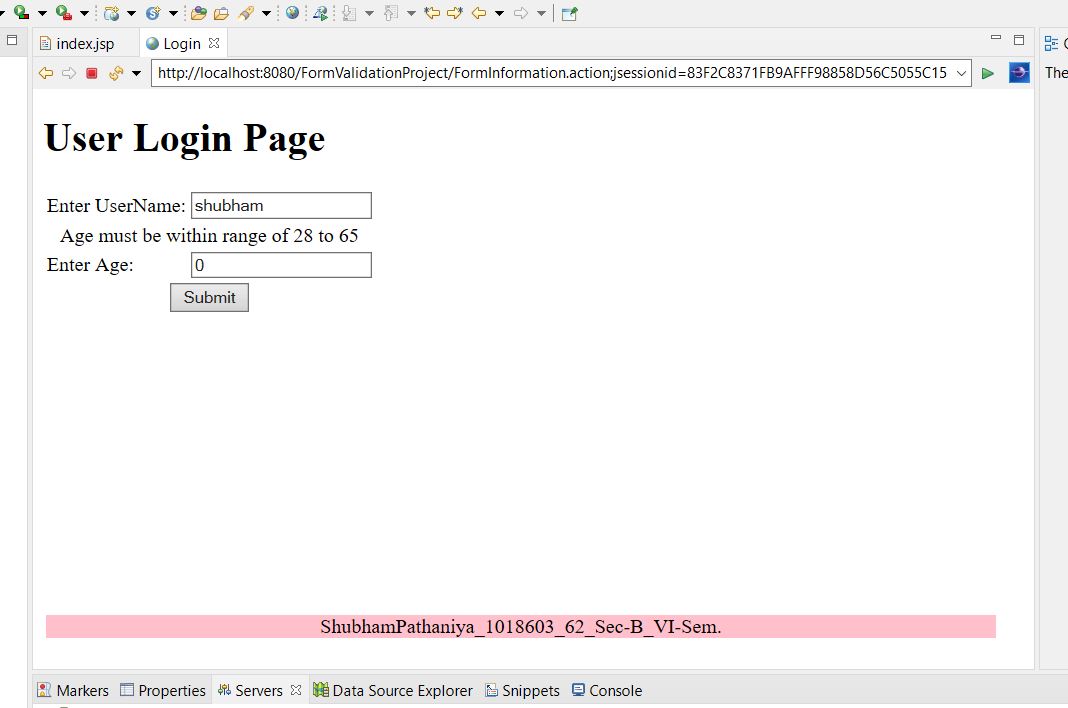 index.jsp
Login
http://localhost:8080/FormValidationProject/FormInformation.action;jsessionid=83F2C8371FB9AFFF98858D56C5055C15
The
User Login Page
Enter UserName: shubham
Age must be within range of 28 to 65
Enter Age: 0
Submit
ShubhamPathaniya_1018603_62_Sec-B_VI-Sem.
Markers Properties Servers Data Source Explorer Snippets Console